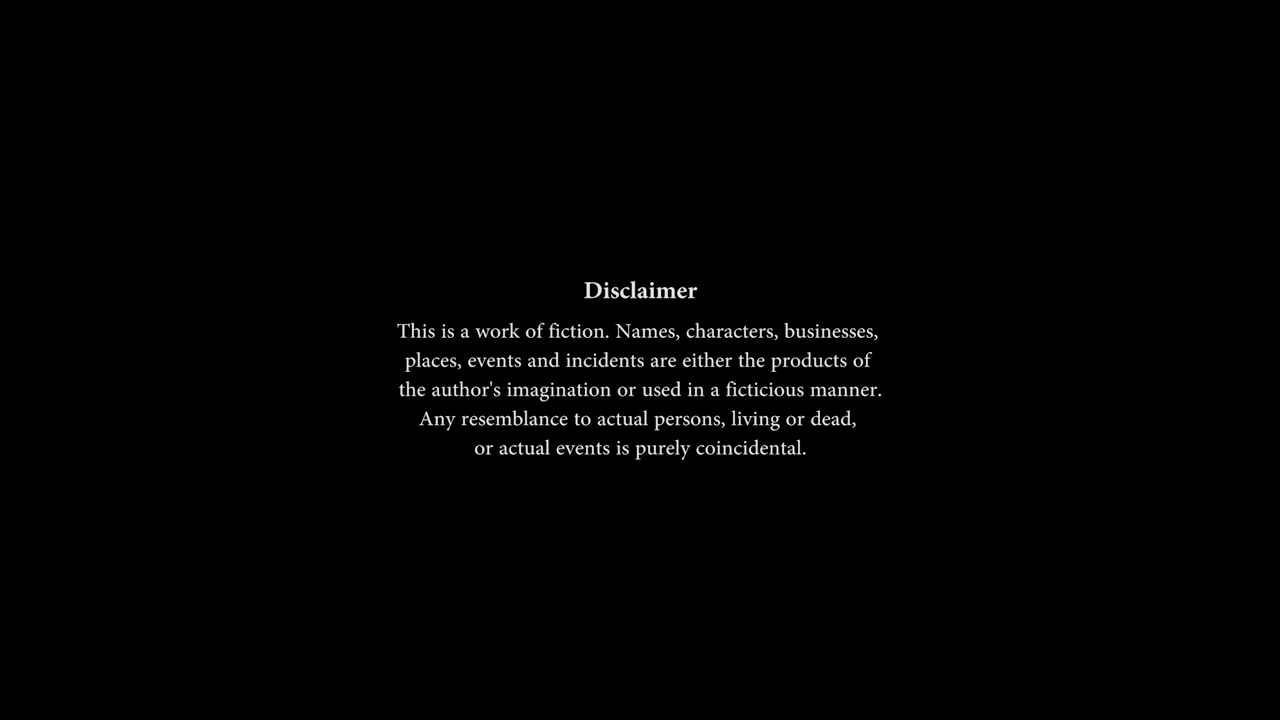 Disclaimer
This is a work of fiction. Names, characters, businesses,
places, events and incidents are either the products of
the author's imagination or used in a ficticious manner.
Any resemblance to actual persons, living or dead,
or actual events is purely coincidental.